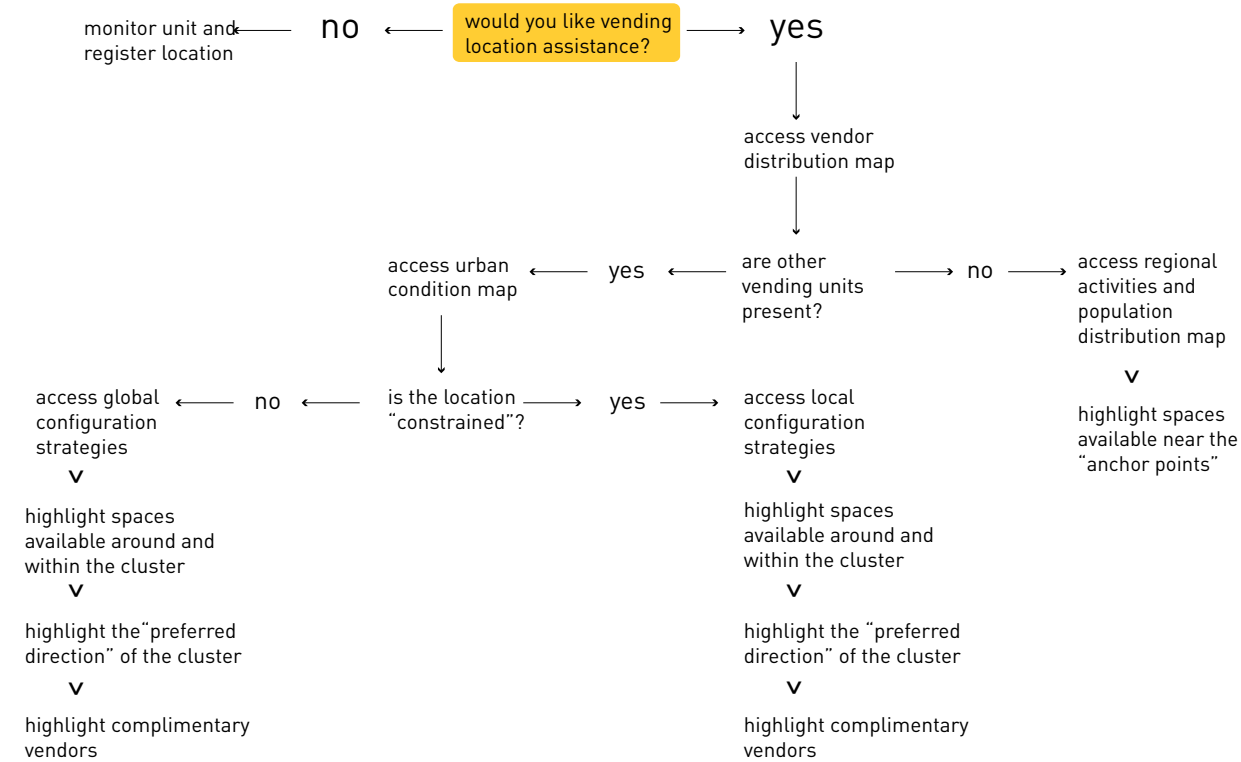 would you like vending
location assistance?
no
monitor unit and
register location
yes
access vendor
distribution map
are other
vending units
present?
yes
access urban
condition map
no
access regional
activities and
population
distribution map
highlight spaces
available near the
“anchor points”
is the location
“constrained”?
no
access global
configuration
strategies
highlight spaces
available around and
within the cluster
highlight the“preferred
direction” of the cluster
highlight complimentary
vendors
yes
access local
configuration
strategies
highlight spaces
available around and
within the cluster
highlight the “preferred
direction” of the cluster
highlight complimentary
vendors